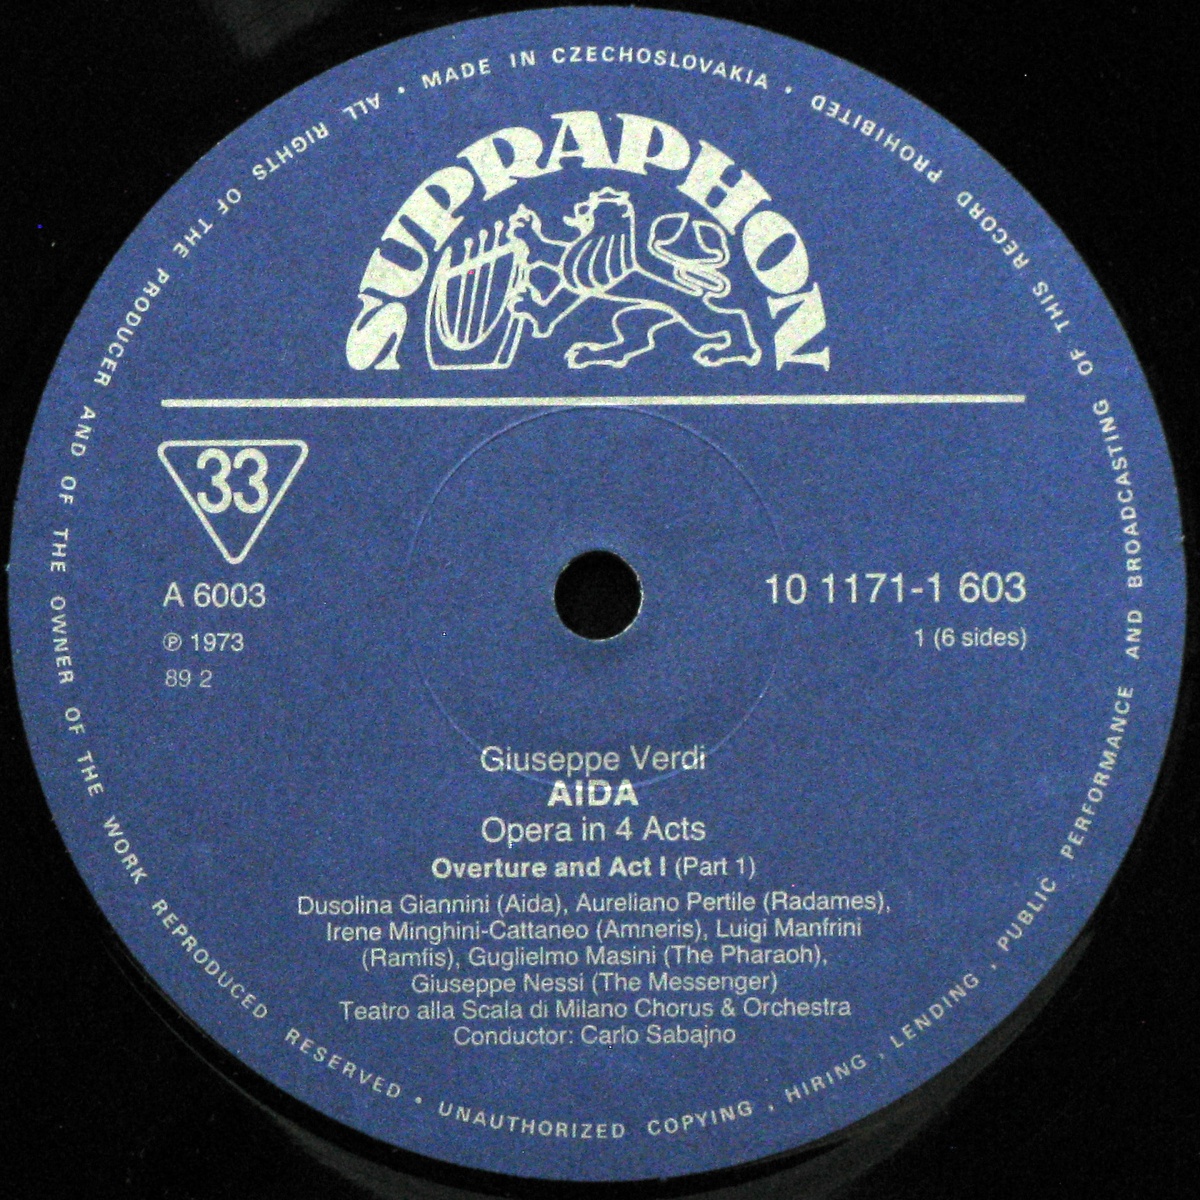 MADE IN CZECHOSLOVAKIA •
SUPRAPHON
33
A 6003
℗ 1973
89 2
10 1171-1 603
1 (6 sides)
Giuseppe Verdi
AIDA
Opera in 4 Acts
Overture and Act I (Part 1)
Dusolina Giannini (Aida), Aureliano Pertile (Radames),
Irene Minghini-Cattaneo (Amneris), Luigi Manfrini
(Ramfis), Guglielmo Masini (The Pharaoh),
Giuseppe Nessi (The Messenger)
Teatro alla Scala di Milano Chorus & Orchestra
Conductor: Carlo Sabajno
ALL RIGHTS OF THE PRODUCER AND OF THE OWNER OF THE WORK REPRODUCED RESERVED • UNAUTHORIZED COPYING , HIRING , LENDING , PUBLIC PERFORMANCE AND BROADCASTING OF THIS RECORD PROHIBITED •